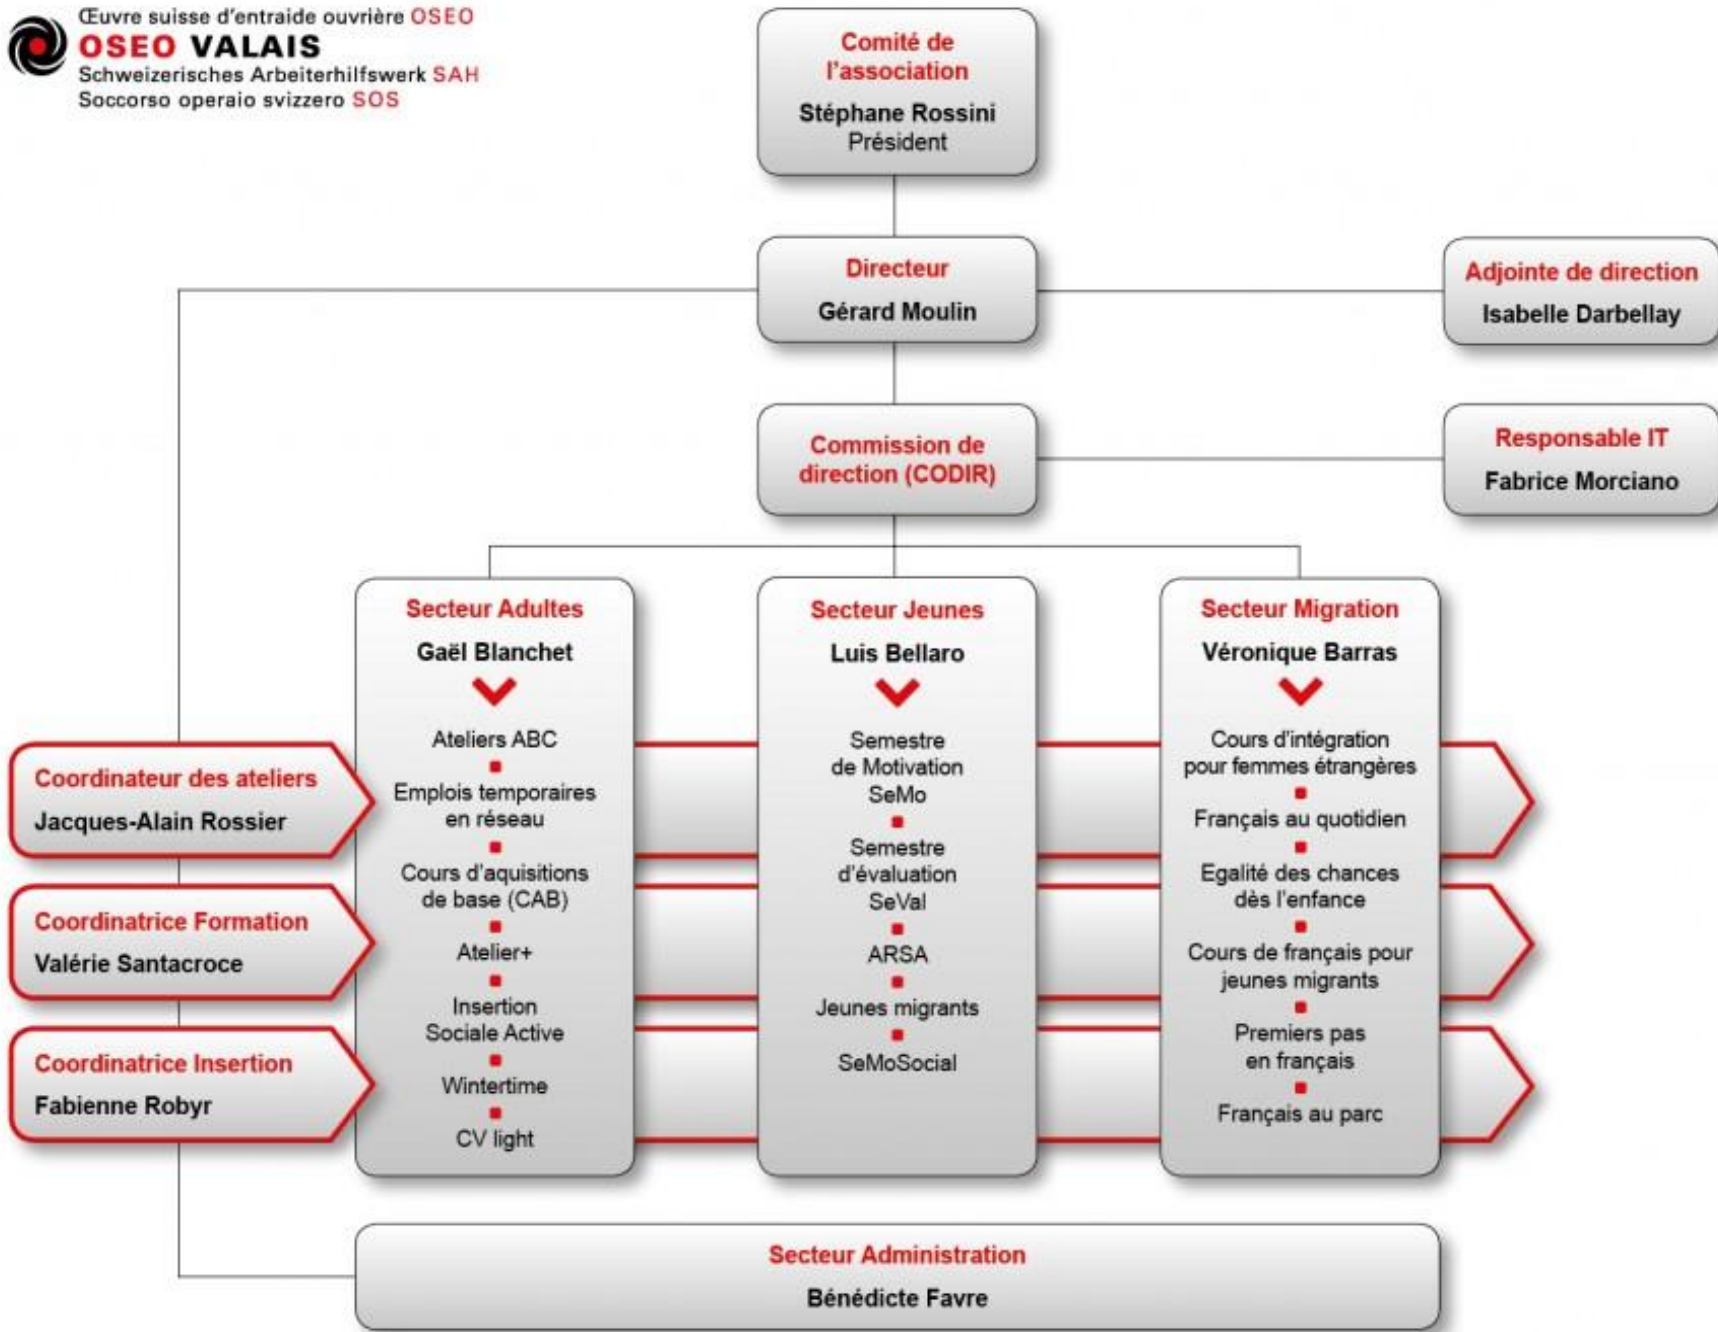 Œuvre suisse d'entraide ouvrière OSEO
OSEO VALAIS
Schweizerisches Arbeiterhilfswerk SAH
Soccorso operaio svizzero SOS
Comité de
l'association
Stéphane Rossini
Président
Directeur
Gérard Moulin
Adjointe de direction
Isabelle Darbellay
Commission de
direction (CODIR)
Responsable IT
Fabrice Morciano
Secteur Adultes
Gaël Blanchet
Ateliers ABC
Emplois temporaires
en réseau
Cours d'aquisitions
de base (CAB)
Atelier+
Insertion
Sociale Active
Wintertime
CV light
Secteur Jeunes
Luis Bellaro
Semestre
de Motivation
SeMo
Semestre
d'évaluation
SeVal
ARSA
Jeunes migrants
SeMoSocial
Secteur Migration
Véronique Barras
Cours d'intégration
pour femmes étrangères
Français au quotidien
Egalité des chances
dès l'enfance
Cours de français pour
jeunes migrants
Premiers pas
en français
Français au parc
Coordinateur des ateliers
Jacques-Alain Rossier
Coordinatrice Formation
Valérie Santacroce
Coordinatrice Insertion
Fabienne Robyr
Secteur Administration
Bénédicte Favre